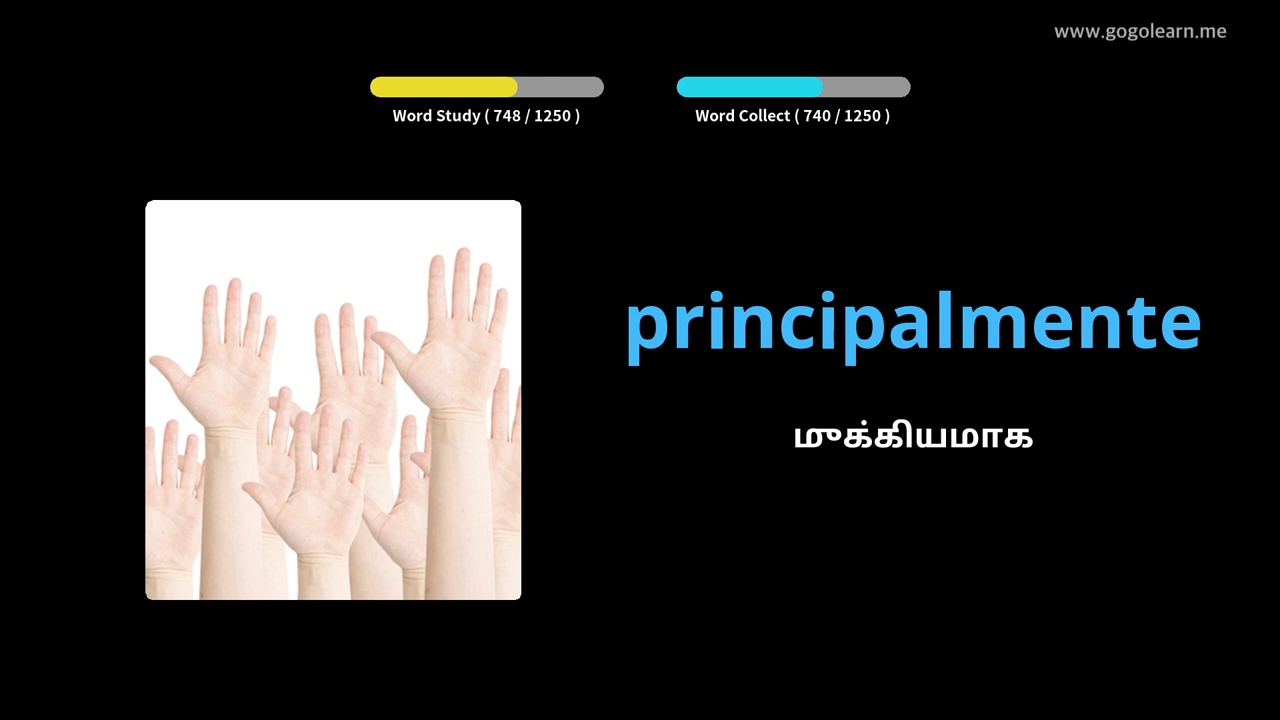 www.gogolearn.me
Word Study ( 748 / 1250 )
Word Collect ( 740 / 1250 )
principalmente
முக்கியமாக